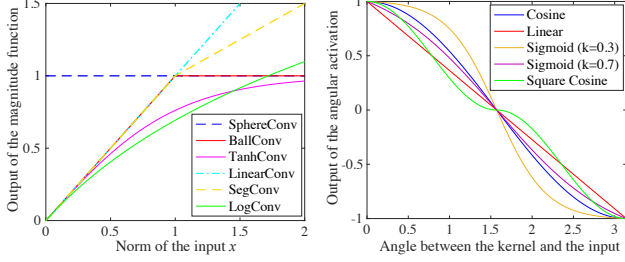 Output of the magnitude function
1.5
1
0.5
0
SphereConv
BallConv
TanhConv
LinearConv
SegConv
LogConv
0 0.5 1 1.5 2
Norm of the input x
Output of the angular activation
1
0.5
0
-0.5
-1
Cosine
Linear
Sigmoid (k=0.3)
Sigmoid (k=0.7)
Square Cosine
0 0.5 1 1.5 2 2.5 3
Angle between the kernel and the input